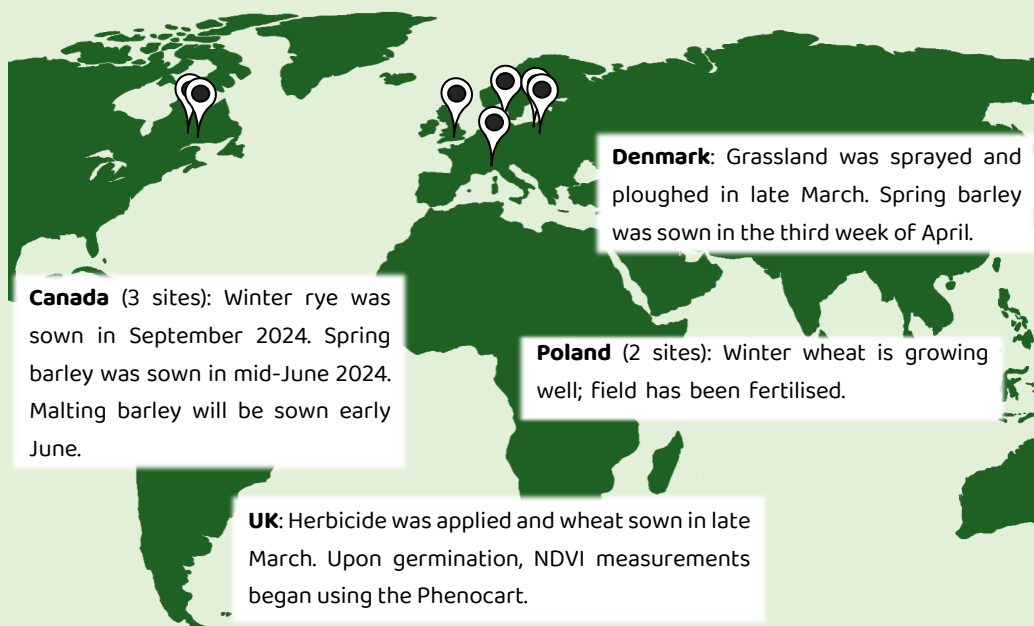 Denmark: Grassland was sprayed and
ploughed in late March. Spring barley
was sown in the third week of April.
Canada (3 sites): Winter rye was
sown in September 2024. Spring
barley was sown in mid-June 2024.
Malting barley will be sown early
June.
Poland (2 sites): Winter wheat is growing
well; field has been fertilised.
UK: Herbicide was applied and wheat sown in late
March. Upon germination, NDVI measurements
began using the Phenocart.